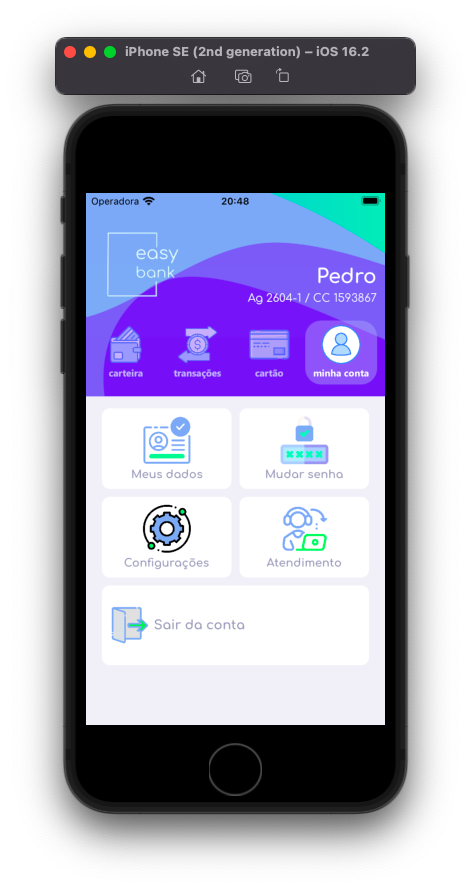 iPhone SE (2nd generation) – iOS 16.2
Operadora 20:48
easy
bank
Pedro
Ag 2604-1 / CC 1593867
carteira transações cartão minha conta
Meus dados Mudar senha
Configurações Atendimento
Sair da conta